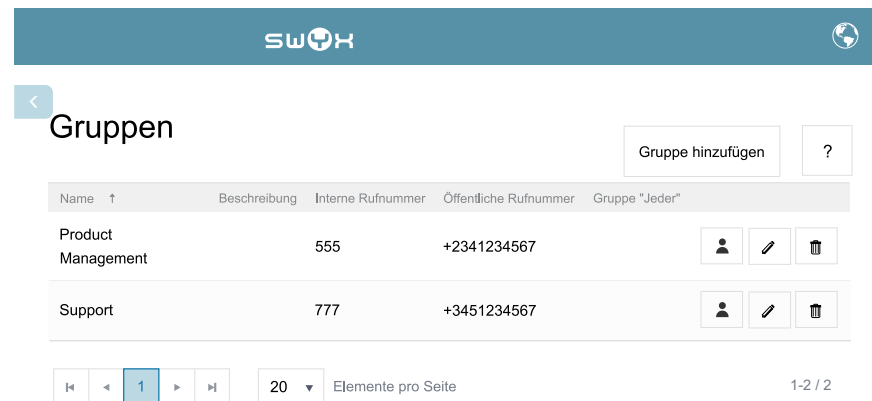 swyx
Gruppen
Gruppe hinzufügen ?
Name ↑ Beschreibung Interne Rufnummer Öffentliche Rufnummer Gruppe "Jeder"
Product
Management 555 +2341234567
Support 777 +3451234567
1 20 Elemente pro Seite 1-2 / 2